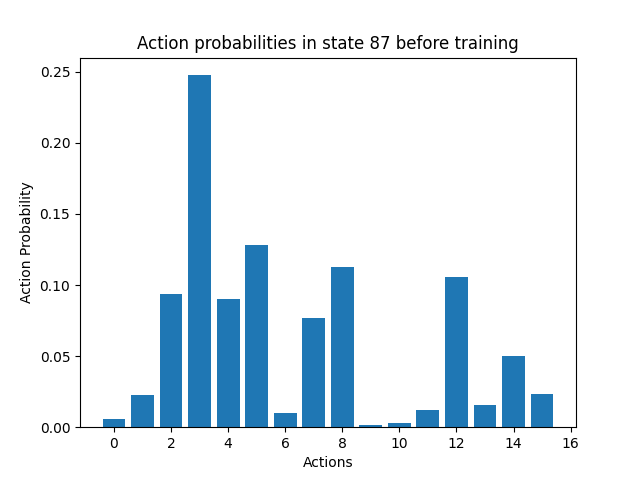 Action probabilities in state 87 before training
0.25
0.20
0.15
0.10
0.05
0.00
Action Probability
0 2 4 6 8 10 12 14 16
Actions